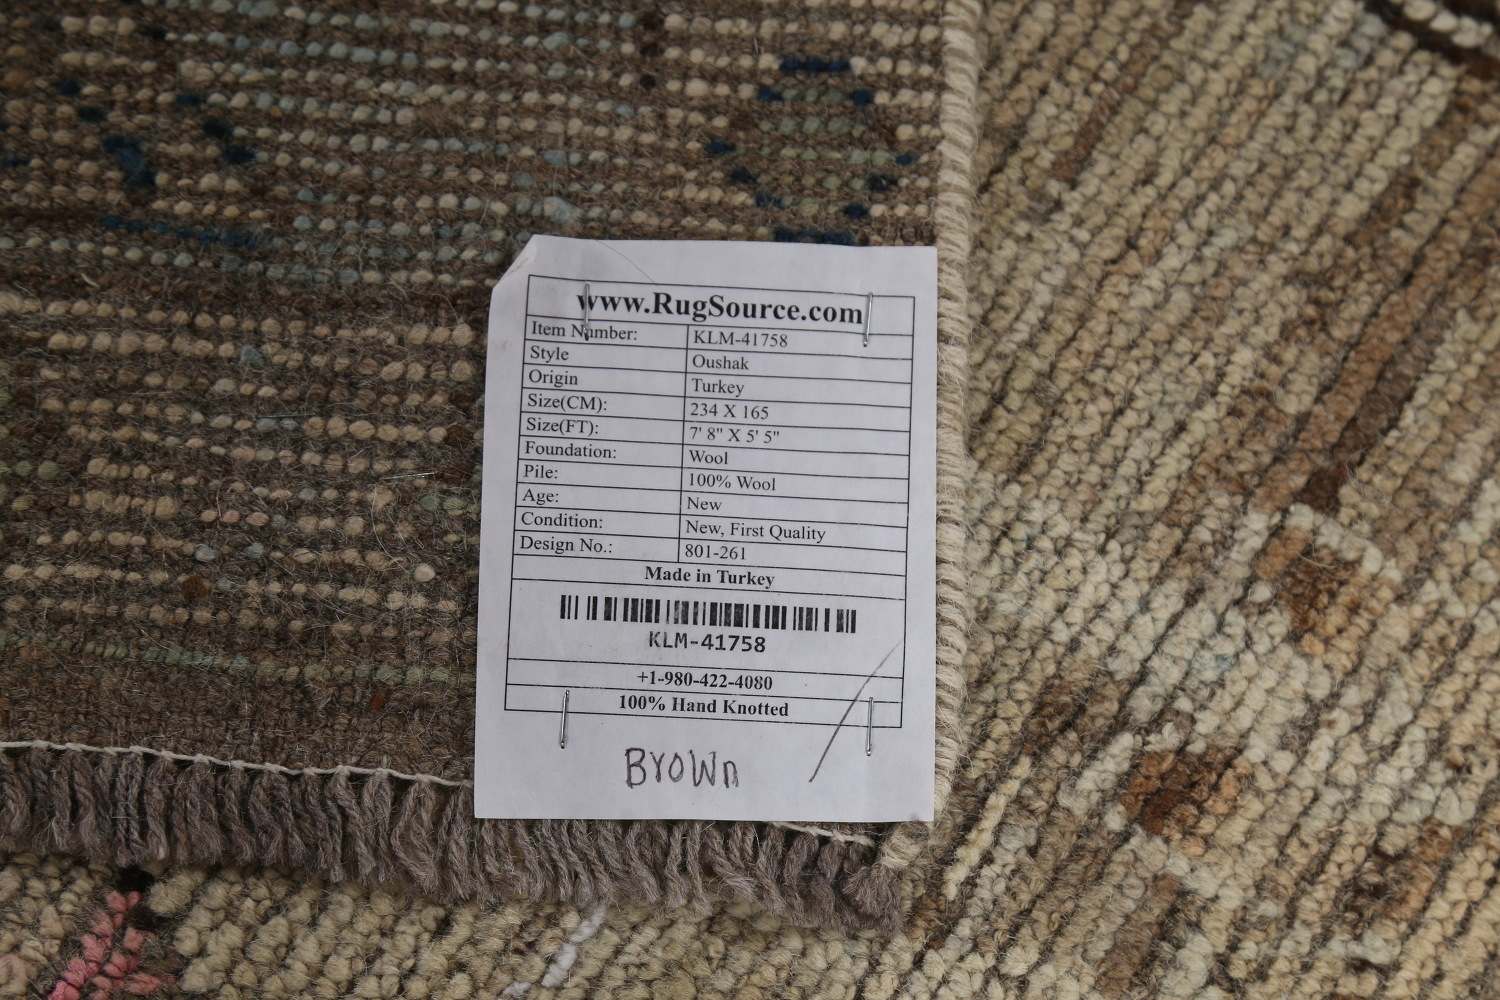 www.RugSource.com
Item Number: KLM-41758
Style Oushak
Origin Turkey
Size(CM): 234 X 165
Size(FT): 7' 8" X 5' 5"
Foundation: Wool
Pile: 100% Wool
Age: New
Condition: New, First Quality
Design No.: 801-261
Made in Turkey
KLM-41758
+1-980-422-4080
100% Hand Knotted
Brown